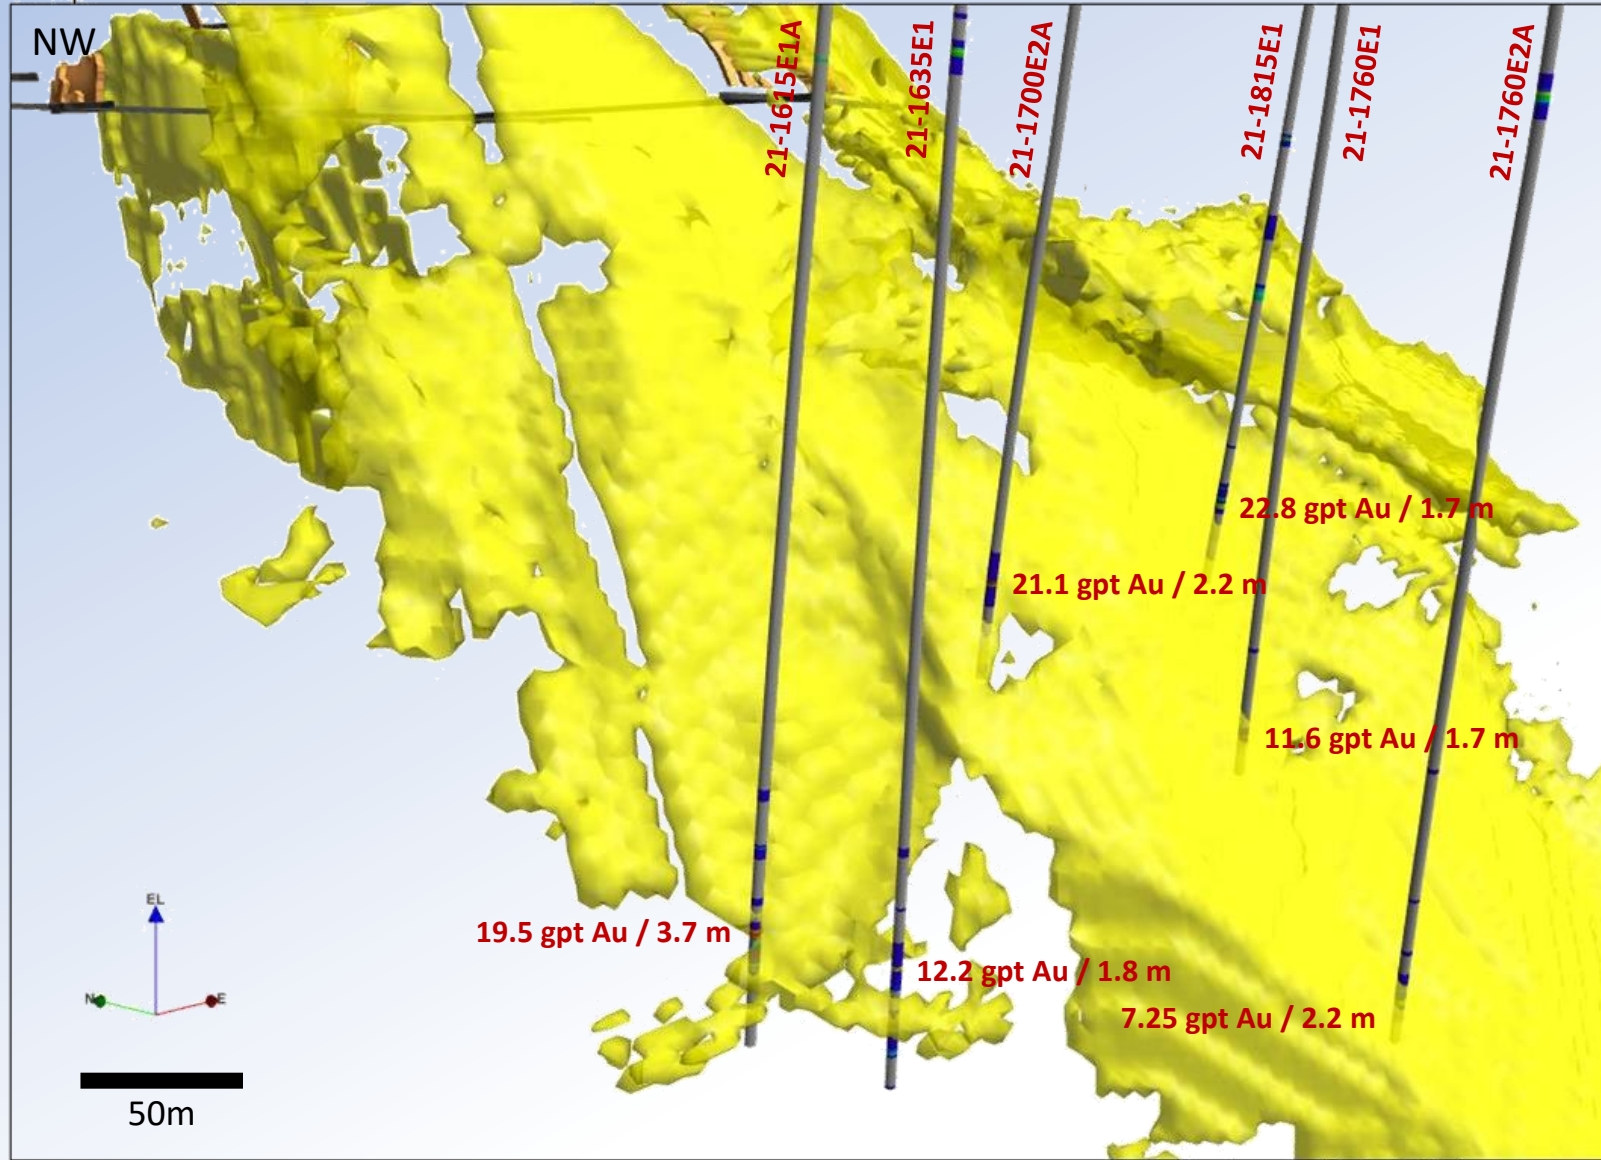 NW
21-1615E1A
21-1635E1
21-1700E2A
21-1815E1
21-1760E1
21-1760E2A
22.8 gpt Au / 1.7 m
21.1 gpt Au / 2.2 m
11.6 gpt Au / 1.7 m
19.5 gpt Au / 3.7 m
12.2 gpt Au / 1.8 m
7.25 gpt Au / 2.2 m
EL
N
E
50m